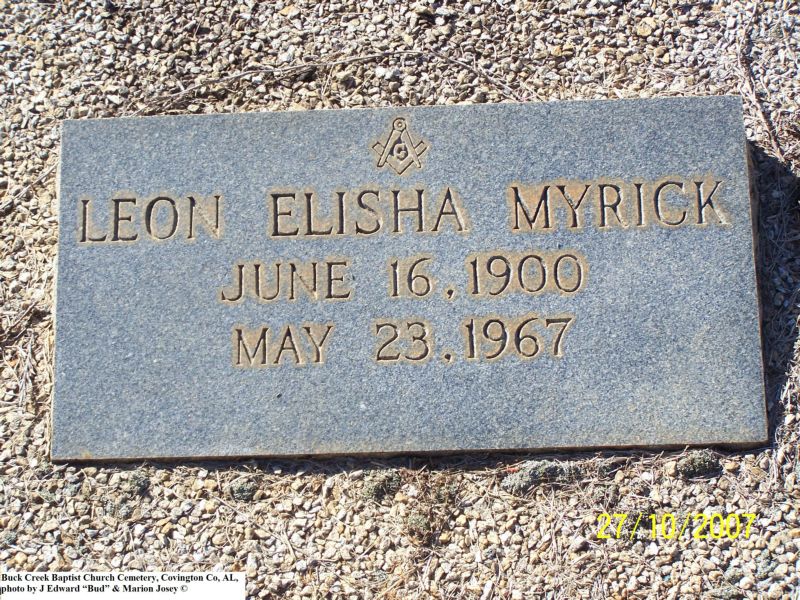 G
LEON ELISHA MYRICK
JUNE 16, 1900
MAY 23, 1967
27/10/2007
Buck Creek Baptist Church Cemetery, Covington Co, AL,
photo by J Edward “Bud” & Marion Josey ©